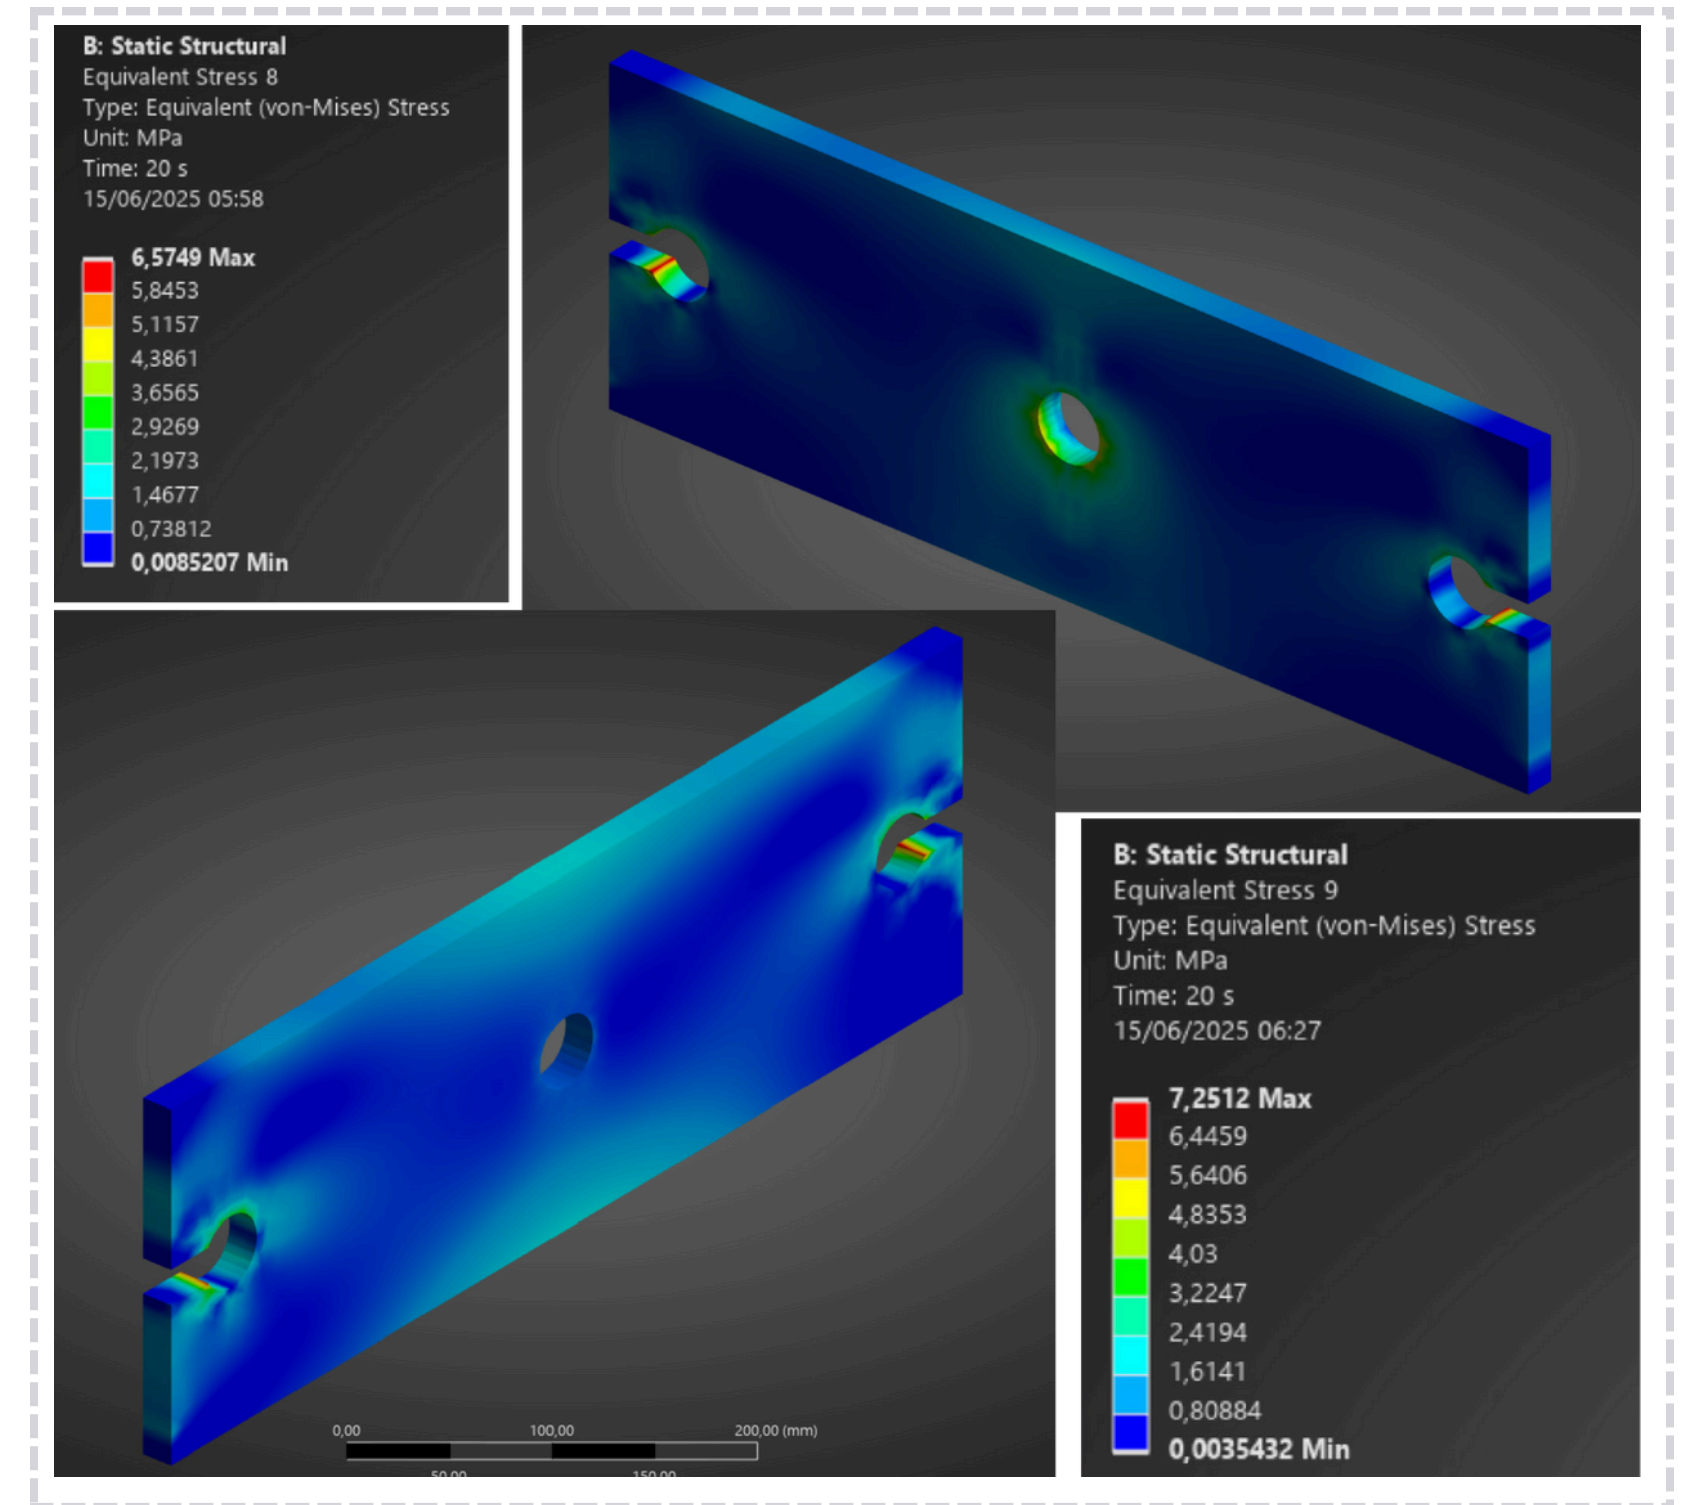 B: Static Structural
Equivalent Stress 8
Type: Equivalent (von-Mises) Stress
Unit: MPa
Time: 20 s
15/06/2025 05:58
6,5749 Max
5,8453
5,1157
4,3861
3,6565
2,9269
2,1973
1,4677
0,73812
0,0085207 Min
0,00 100,00 200,00 (mm)
50,00 150,00
B: Static Structural
Equivalent Stress 9
Type: Equivalent (von-Mises) Stress
Unit: MPa
Time: 20 s
15/06/2025 06:27
7,2512 Max
6,4459
5,6406
4,8353
4,03
3,2247
2,4194
1,6141
0,80884
0,0035432 Min